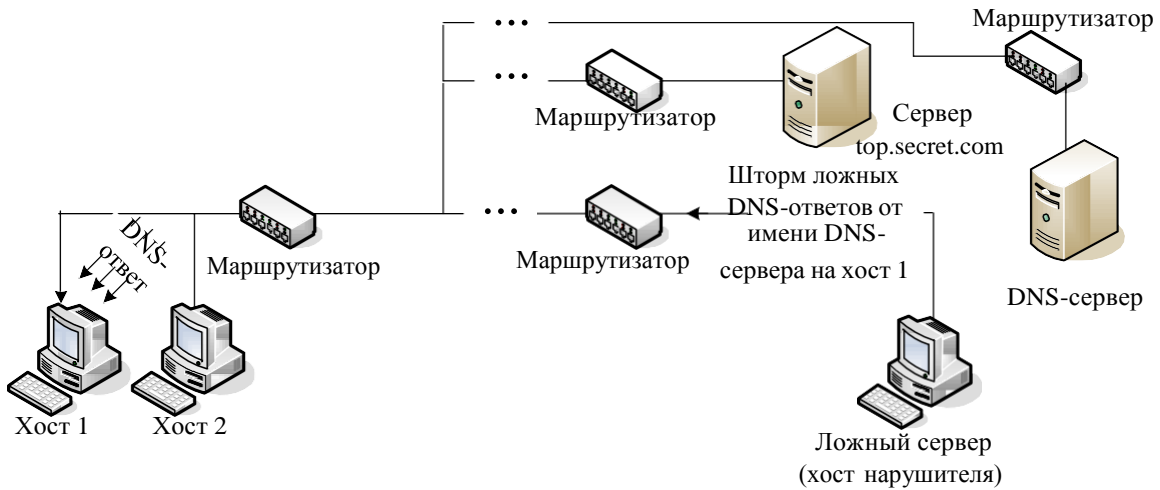 Маршрутизатор
...
...
Маршрутизатор
Сервер
top.secret.com
Шторм ложных
DNS-ответов от
имени DNS-
сервера на хост 1
...
DNS-
ответ
Маршрутизатор
Маршрутизатор
DNS-сервер
Хост 1
Хост 2
Ложный сервер
(хост нарушителя)